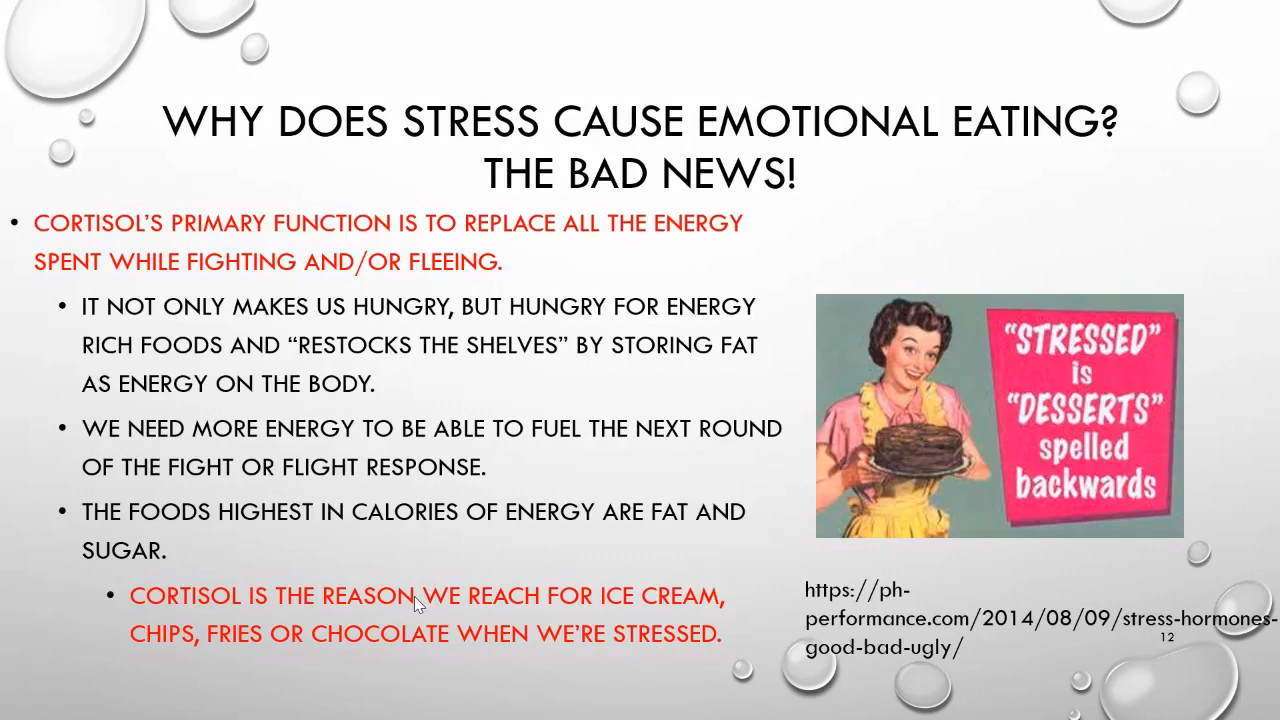 WHY DOES STRESS CAUSE EMOTIONAL EATING?
THE BAD NEWS!
• CORTISOL'S PRIMARY FUNCTION IS TO REPLACE ALL THE ENERGY
SPENT WHILE FIGHTING AND/OR FLEEING.
• IT NOT ONLY MAKES US HUNGRY, BUT HUNGRY FOR ENERGY
RICH FOODS AND “RESTOCKS THE SHELVES” BY STORING FAT
AS ENERGY ON THE BODY.
• WE NEED MORE ENERGY TO BE ABLE TO FUEL THE NEXT ROUND
OF THE FIGHT OR FLIGHT RESPONSE.
• THE FOODS HIGHEST IN CALORIES OF ENERGY ARE FAT AND
SUGAR.
• CORTISOL IS THE REASON WE REACH FOR ICE CREAM,
CHIPS, FRIES OR CHOCOLATE WHEN WE'RE STRESSED.
“STRESSED”
is
“DESSERTS”
spelled
backwards
https://ph-
performance.com/2014/08/09/stress-hormones-
good-bad-ugly/
12